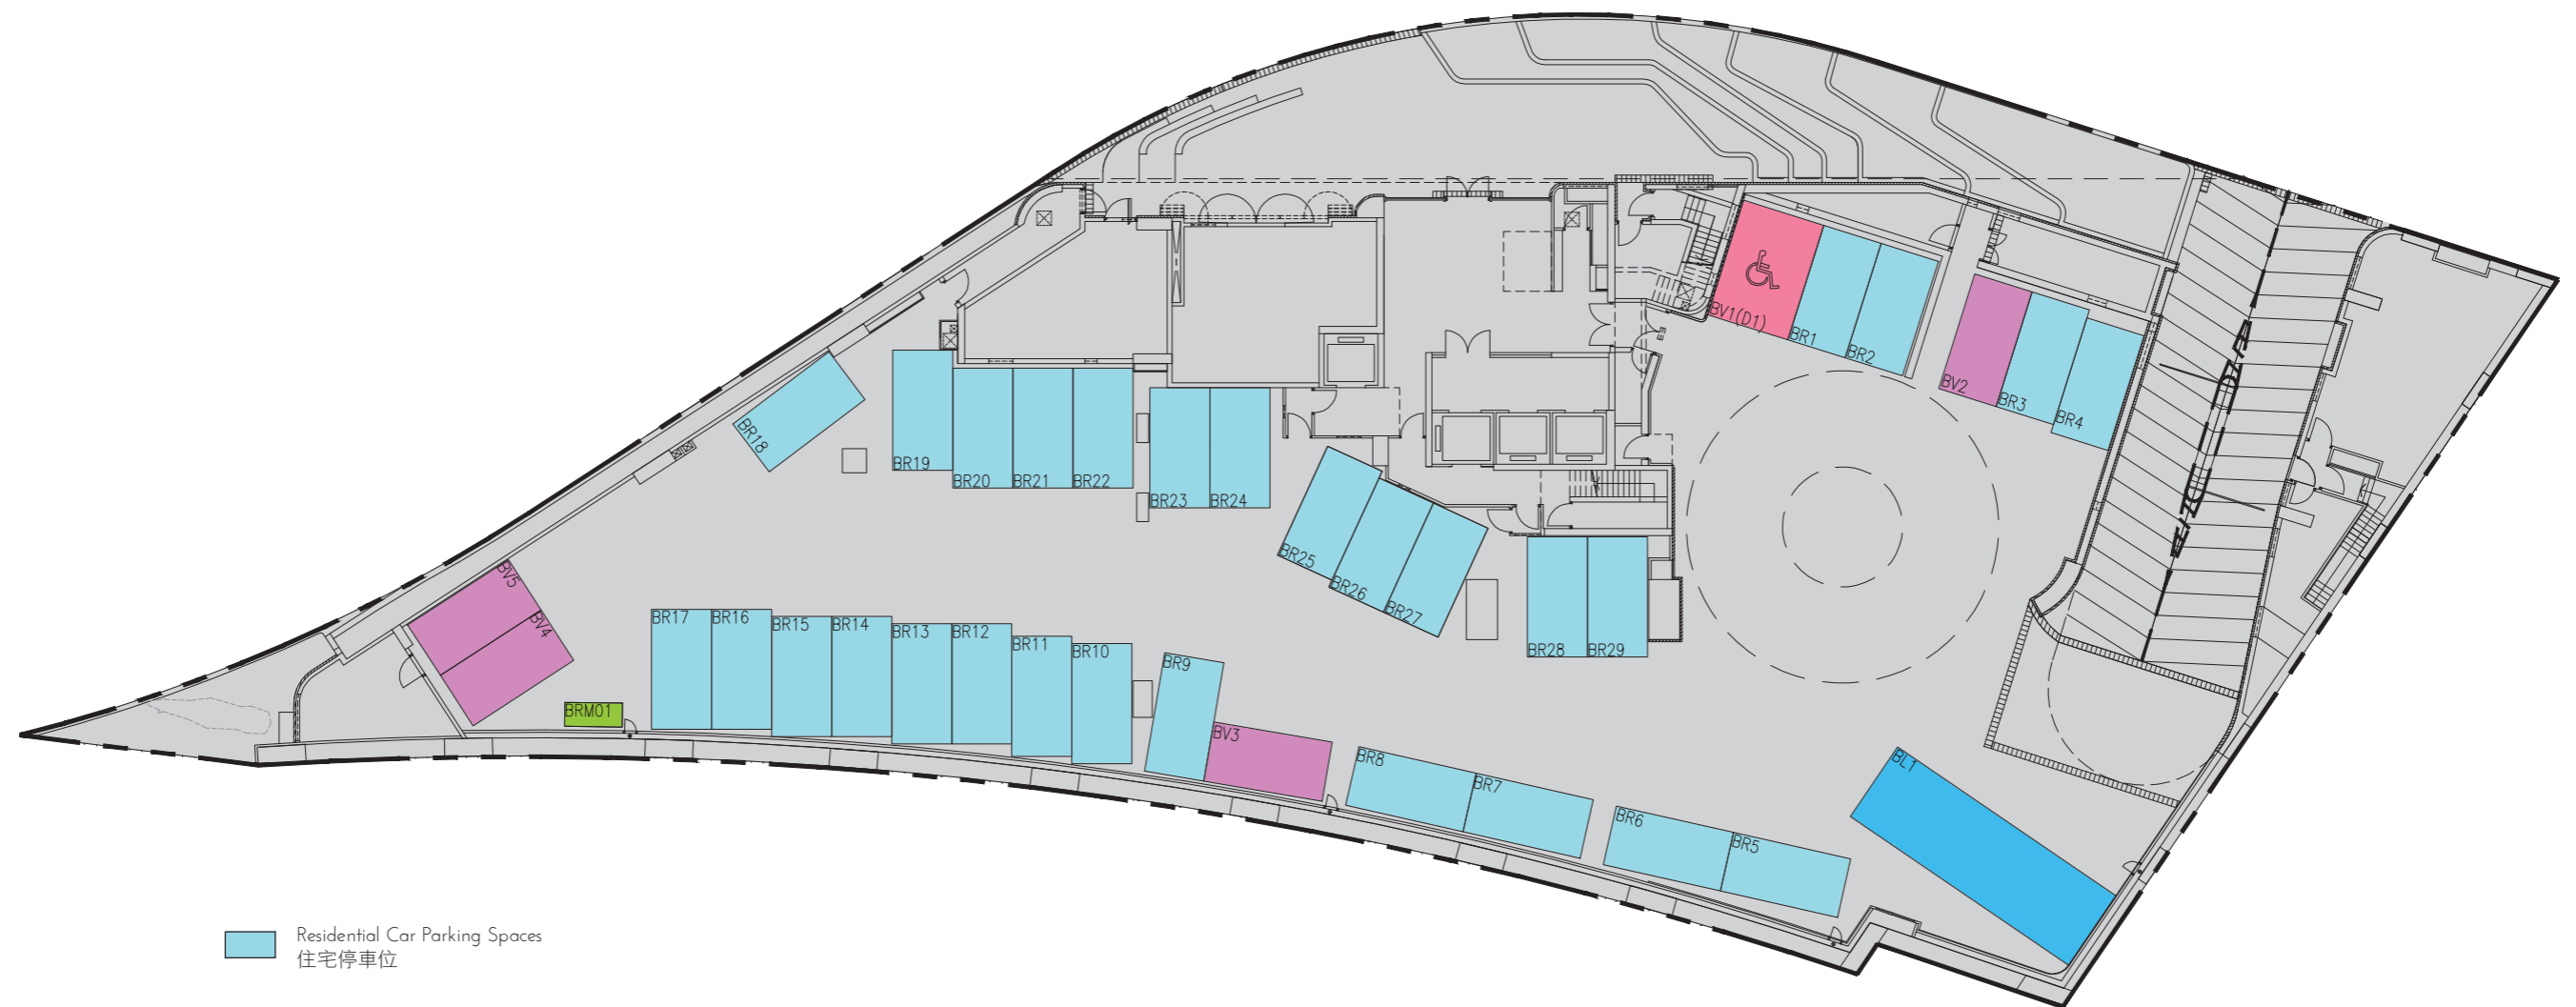 BV1(D1)
BR1
BR2
BV2
BR3
BR4
BR18
BR19
BR20
BR21
BR22
BR23
BR24
BR25
BR26
BR27
BR28
BR29
BV5
BV4
BRM01
BR17
BR16
BR15
BR14
BR13
BR12
BR11
BR10
BR9
BV3
BR8
BR7
BR6
BR5
BL1
Residential Car Parking Spaces
住宅停車位